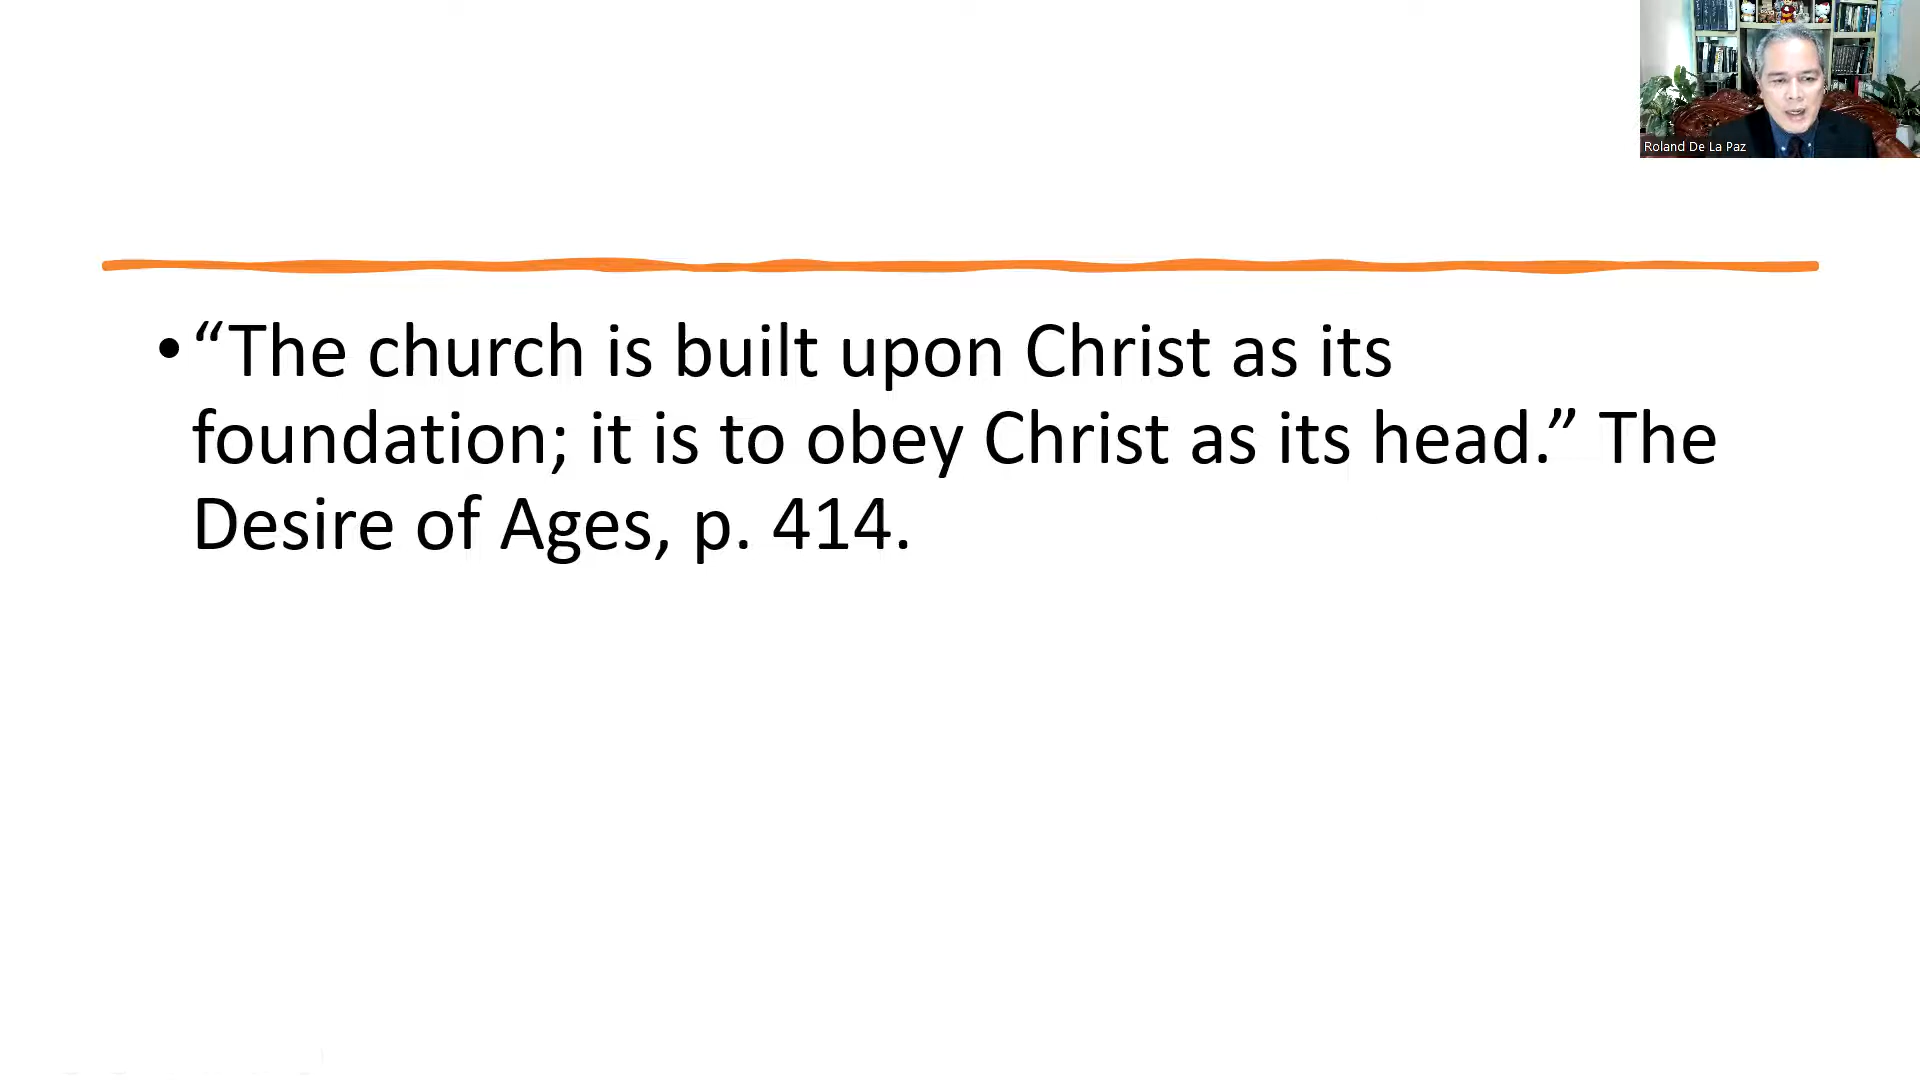 Roland De La Paz
• “The church is built upon Christ as its
foundation; it is to obey Christ as its head.” The
Desire of Ages, p. 414.